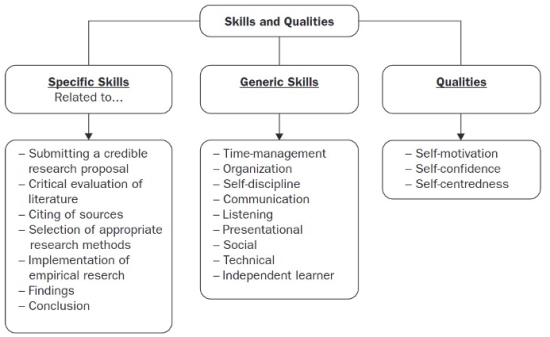 Skills and Qualities
Specific Skills
Related to...
– Submitting a credible
research proposal
– Critical evaluation of
literature
– Citing of sources
– Selection of appropriate
research methods
– Implementation of
empirical reserch
– Findings
– Conclusion
Generic Skills
– Time-management
– Organization
– Self-discipline
– Communication
– Listening
– Presentational
– Social
– Technical
– Independent learner
Qualities
– Self-motivation
– Self-confidence
– Self-centredness